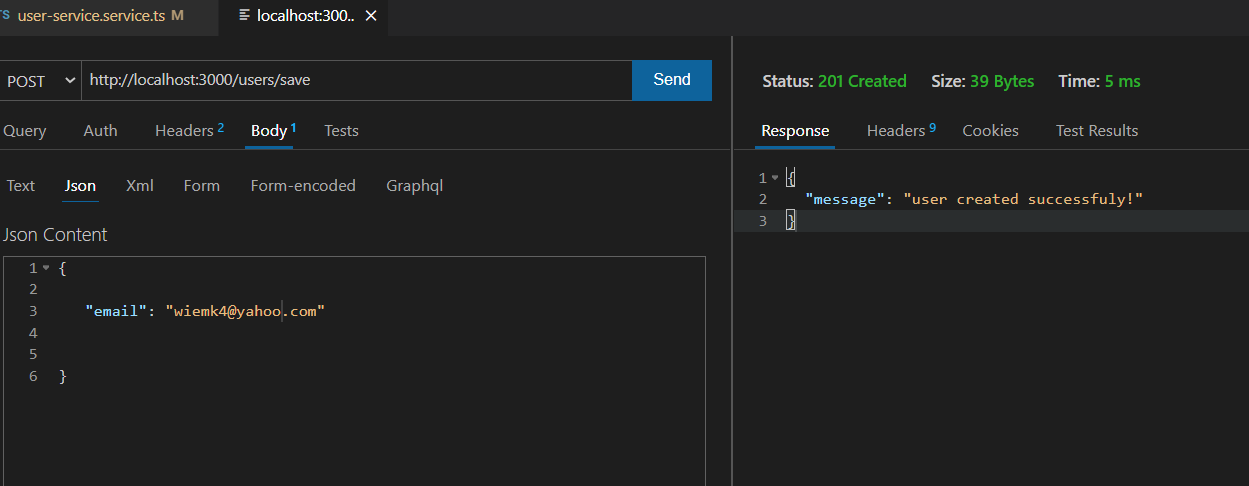 TS user-service.service.ts M
localhost:300.. ×
POST http://localhost:3000/users/save Send
Status: 201 Created Size: 39 Bytes Time: 5 ms
Query Auth Headers 2 Body 1 Tests
Response Headers 9 Cookies Test Results
Text Json Xml Form Form-encoded Graphql
Json Content
1 {
2
3 "email": "wiemk4@yahoo.com"
4
5
6 }
1 {
2 "message": "user created successfuly!"
3 }